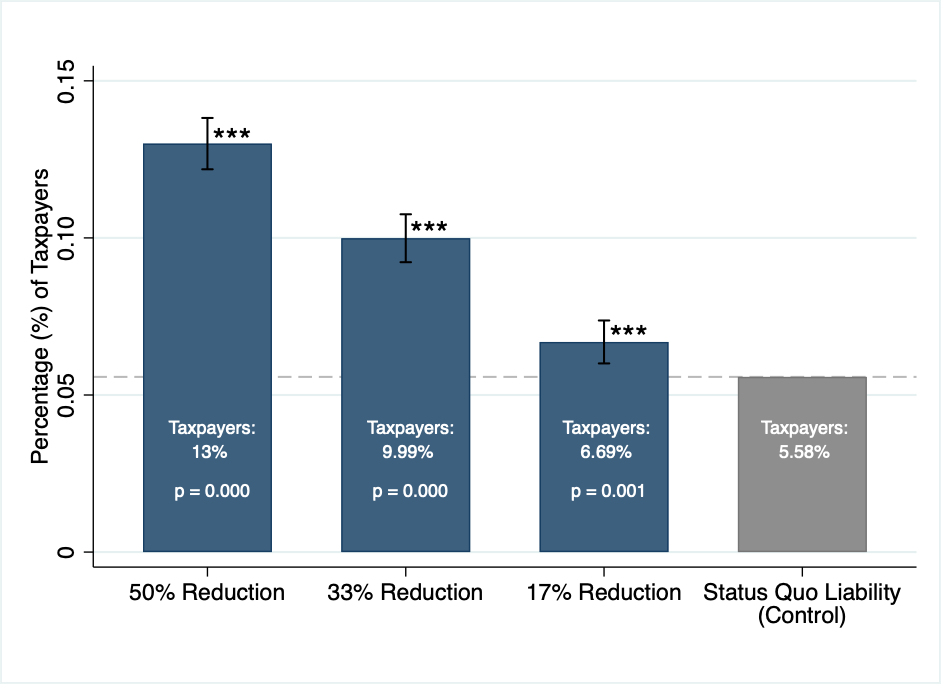 Percentage (%) of Taxpayers
0.15
0.10
0.05
0
***
***
***
Taxpayers:
13%
p = 0.000
Taxpayers:
9.99%
p = 0.000
Taxpayers:
6.69%
p = 0.001
Taxpayers:
5.58%
50% Reduction
33% Reduction
17% Reduction
Status Quo Liability
(Control)